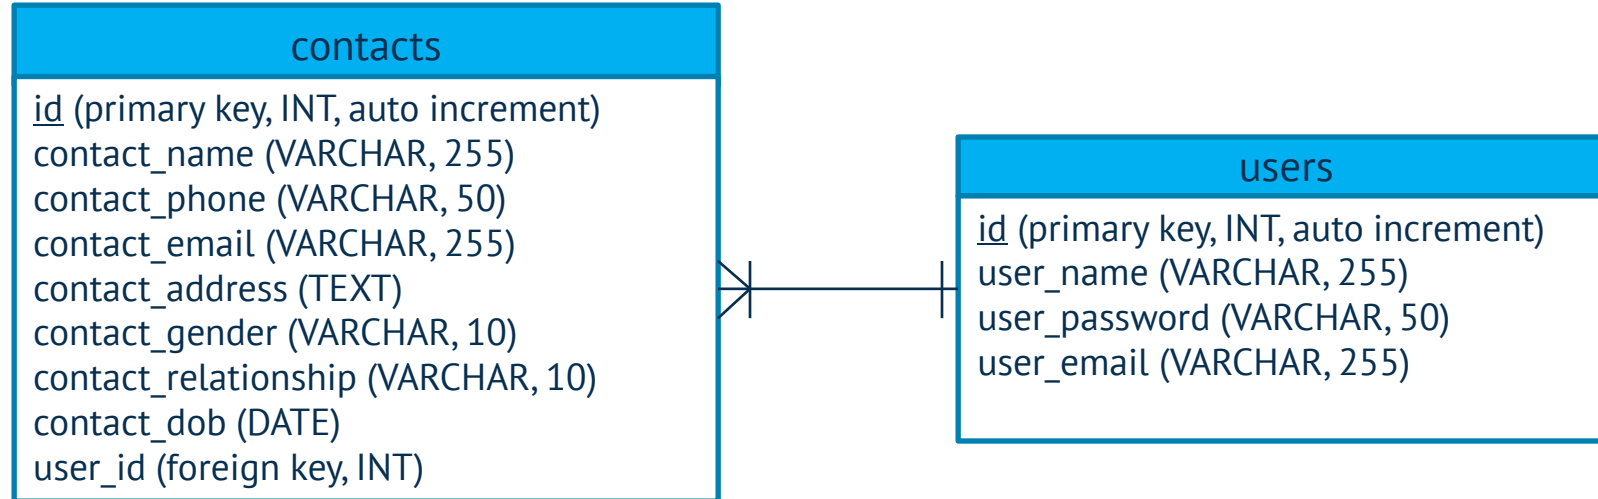 contacts
id (primary key, INT, auto increment)
contact_name (VARCHAR, 255)
contact_phone (VARCHAR, 50)
contact_email (VARCHAR, 255)
contact_address (TEXT)
contact_gender (VARCHAR, 10)
contact_relationship (VARCHAR, 10)
contact_dob (DATE)
user_id (foreign key, INT)
users
id (primary key, INT, auto increment)
user_name (VARCHAR, 255)
user_password (VARCHAR, 50)
user_email (VARCHAR, 255)